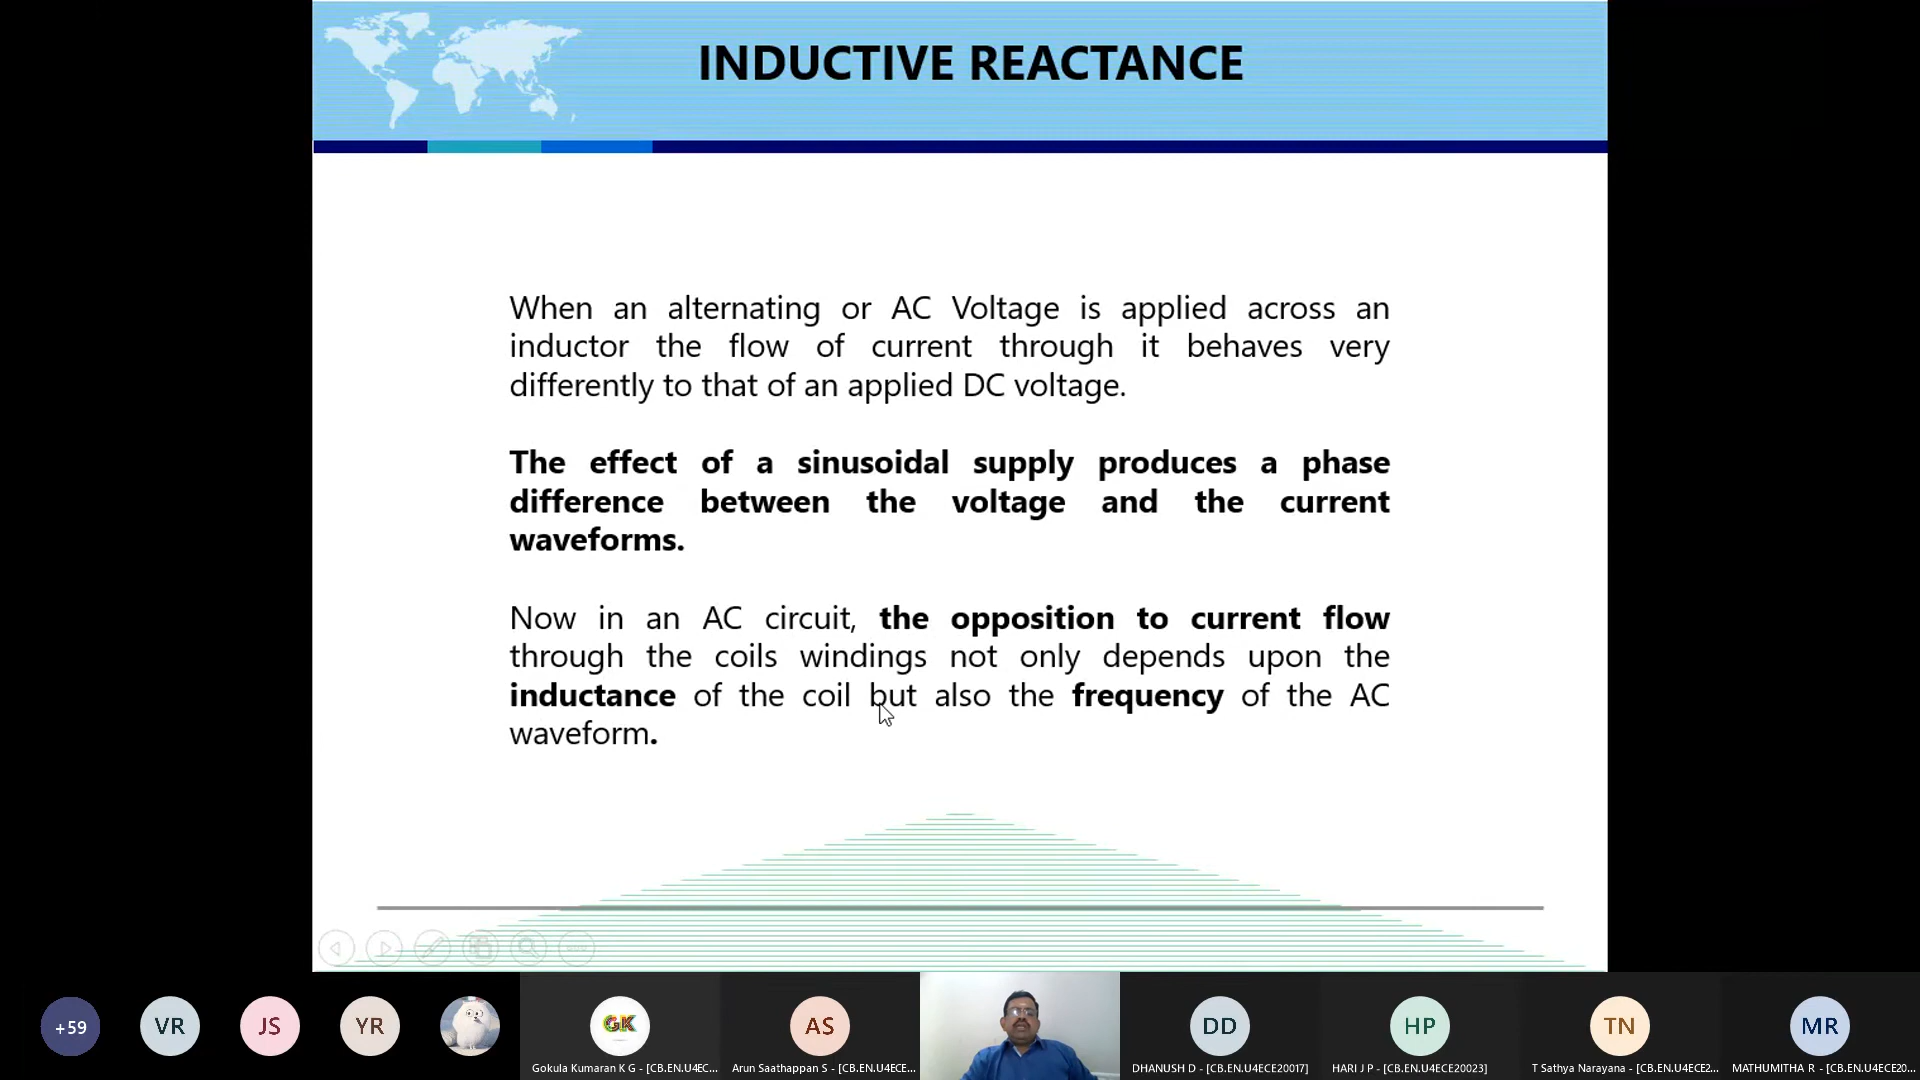 INDUCTIVE REACTANCE
When an alternating or AC Voltage is applied across an
inductor the flow of current through it behaves very
differently to that of an applied DC voltage.
The effect of a sinusoidal supply produces a phase
difference between the voltage and the current
waveforms.
Now in an AC circuit, the opposition to current flow
through the coils windings not only depends upon the
inductance of the coil but also the frequency of the AC
waveform.
+59
VR
JS
YR
GK
AS
DD
HP
TN
MR
Gokula Kumaran K G - [CB.EN.U4EC...
Arun Saathappan S - [CB.EN.U4ECE...
DHANUSH D - [CB.EN.U4ECE20017]
HARI J P - [CB.EN.U4ECE20023]
T Sathya Narayana - [CB.EN.U4ECE2...
MATHUMITHA R - [CB.EN.U4ECE20...